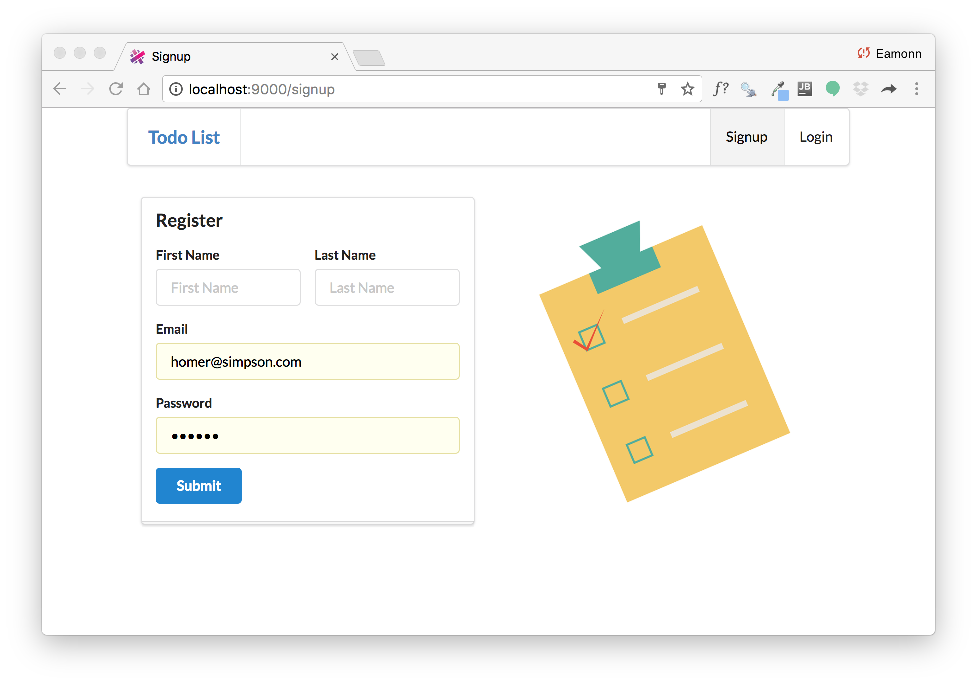 Signup
Eamonn
localhost:9000/signup
f?
JB
Todo List
Signup
Login
Register
First Name
Last Name
First Name
Last Name
Email
homer@simpson.com
Password
••••••
Submit